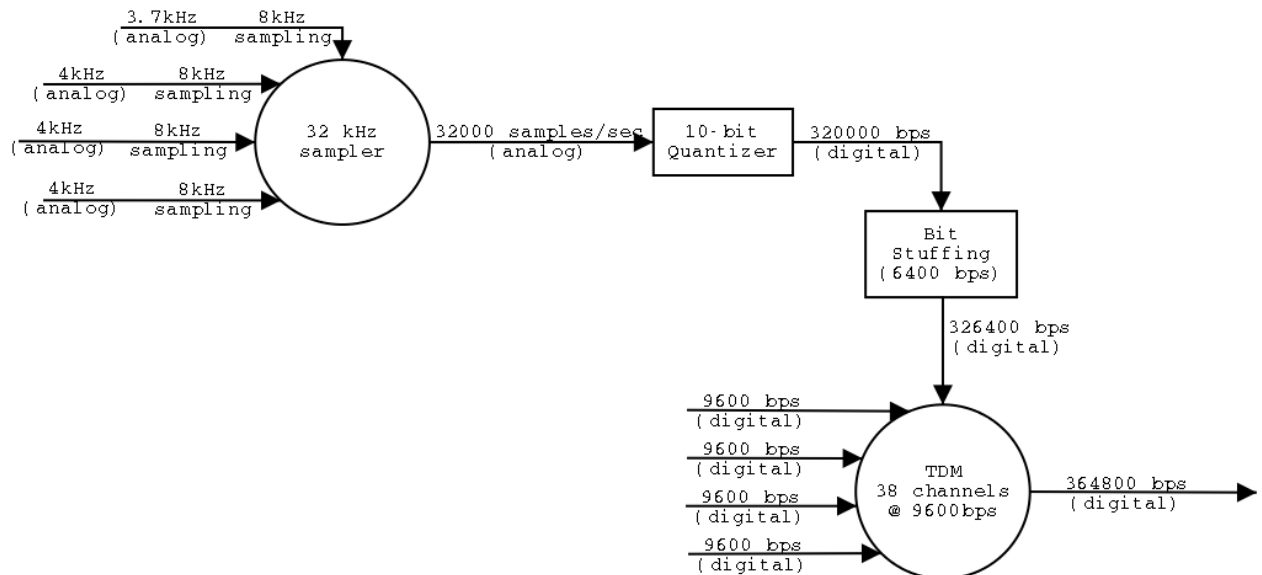 3.7kHz 8kHz
(analog) sampling
4kHz 8kHz
(analog) sampling
4kHz 8kHz
(analog) sampling
4kHz 8kHz
(analog) sampling
32 kHz
sampler
32000 samples/sec
(analog)
10-bit
Quantizer
320000 bps
(digital)
Bit
Stuffing
(6400 bps)
326400 bps
(digital)
9600 bps
(digital)
9600 bps
(digital)
9600 bps
(digital)
9600 bps
(digital)
TDM
38 channels
@ 9600bps
364800 bps
(digital)